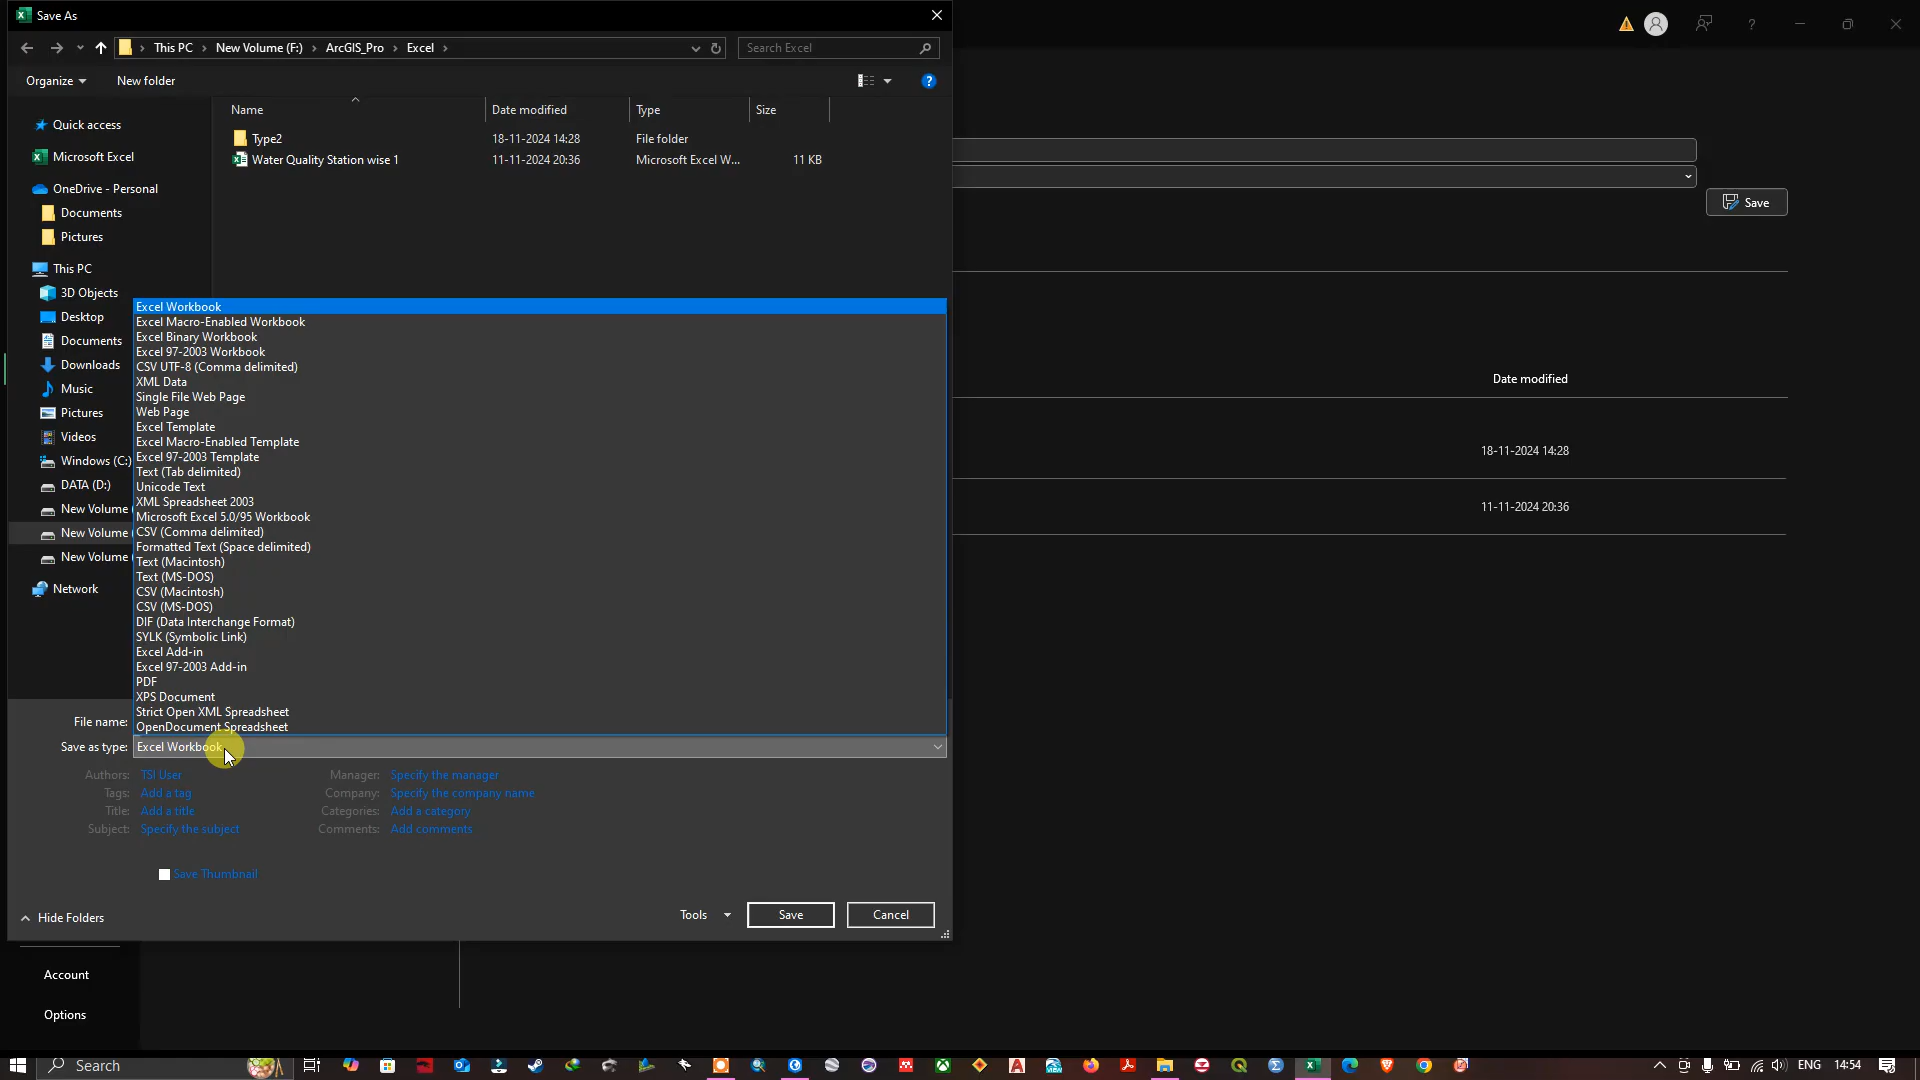 Save As
This PC
New Volume (F:)
ArcGIS_Pro
Excel
Search Excel
Organize
New folder
Name
Date modified
Type
Size
Type2
18-11-2024 14:28
File folder
Water Quality Station wise 1
11-11-2024 20:36
Microsoft Excel W...
11 KB
Quick access
Microsoft Excel
OneDrive - Personal
Documents
Pictures
This PC
3D Objects
Desktop
Documents
Downloads
Music
Pictures
Videos
Windows (C:)
DATA (D:)
New Volume
New Volume
New Volume
Network
Excel Workbook
Excel Macro-Enabled Workbook
Excel Binary Workbook
Excel 97-2003 Workbook
CSV UTF-8 (Comma delimited)
XML Data
Single File Web Page
Web Page
Excel Template
Excel Macro-Enabled Template
Excel 97-2003 Template
Text (Tab delimited)
Unicode Text
XML Spreadsheet 2003
Microsoft Excel 5.0/95 Workbook
CSV (Comma delimited)
Formatted Text (Space delimited)
Text (Macintosh)
Text (MS-DOS)
CSV (Macintosh)
CSV (MS-DOS)
DIF (Data Interchange Format)
SYLK (Symbolic Link)
Excel Add-in
Excel 97-2003 Add-in
PDF
XPS Document
Strict Open XML Spreadsheet
OpenDocument Spreadsheet
File name:
Save as type: Excel Workbook
Authors: TSI User
Manager: Specify the manager
Tags: Add a tag
Company: Specify the company name
Title: Add a title
Categories: Add a category
Subject: Specify the subject
Comments: Add comments
Save Thumbnail
Hide Folders
Tools
Save
Cancel
Save
Date modified
18-11-2024 14:28
11-11-2024 20:36
Account
Options
Search
ENG
14:54